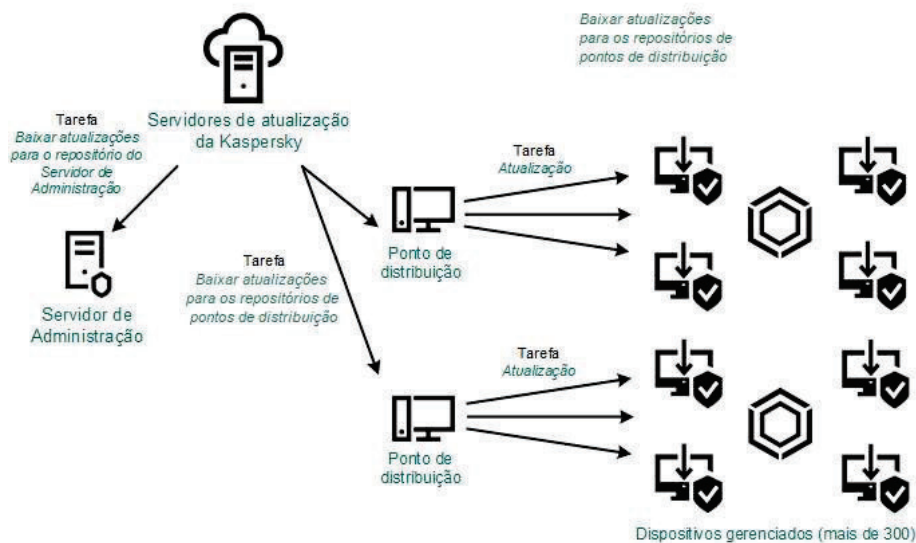 Baixar atualizações
para os repositórios de
pontos de distribuição
Servidores de atualização
da Kaspersky
Tarefa
Baixar atualizações
para o repositório do
Servidor de
Administração
Tarefa
Atualização
Ponto de
distribuição
Tarefa
Baixar atualizações
para os repositórios de
pontos de distribuição
Servidor de
Administração
Tarefa
Atualização
Ponto de
distribuição
Dispositivos gerenciados (mais de 300)